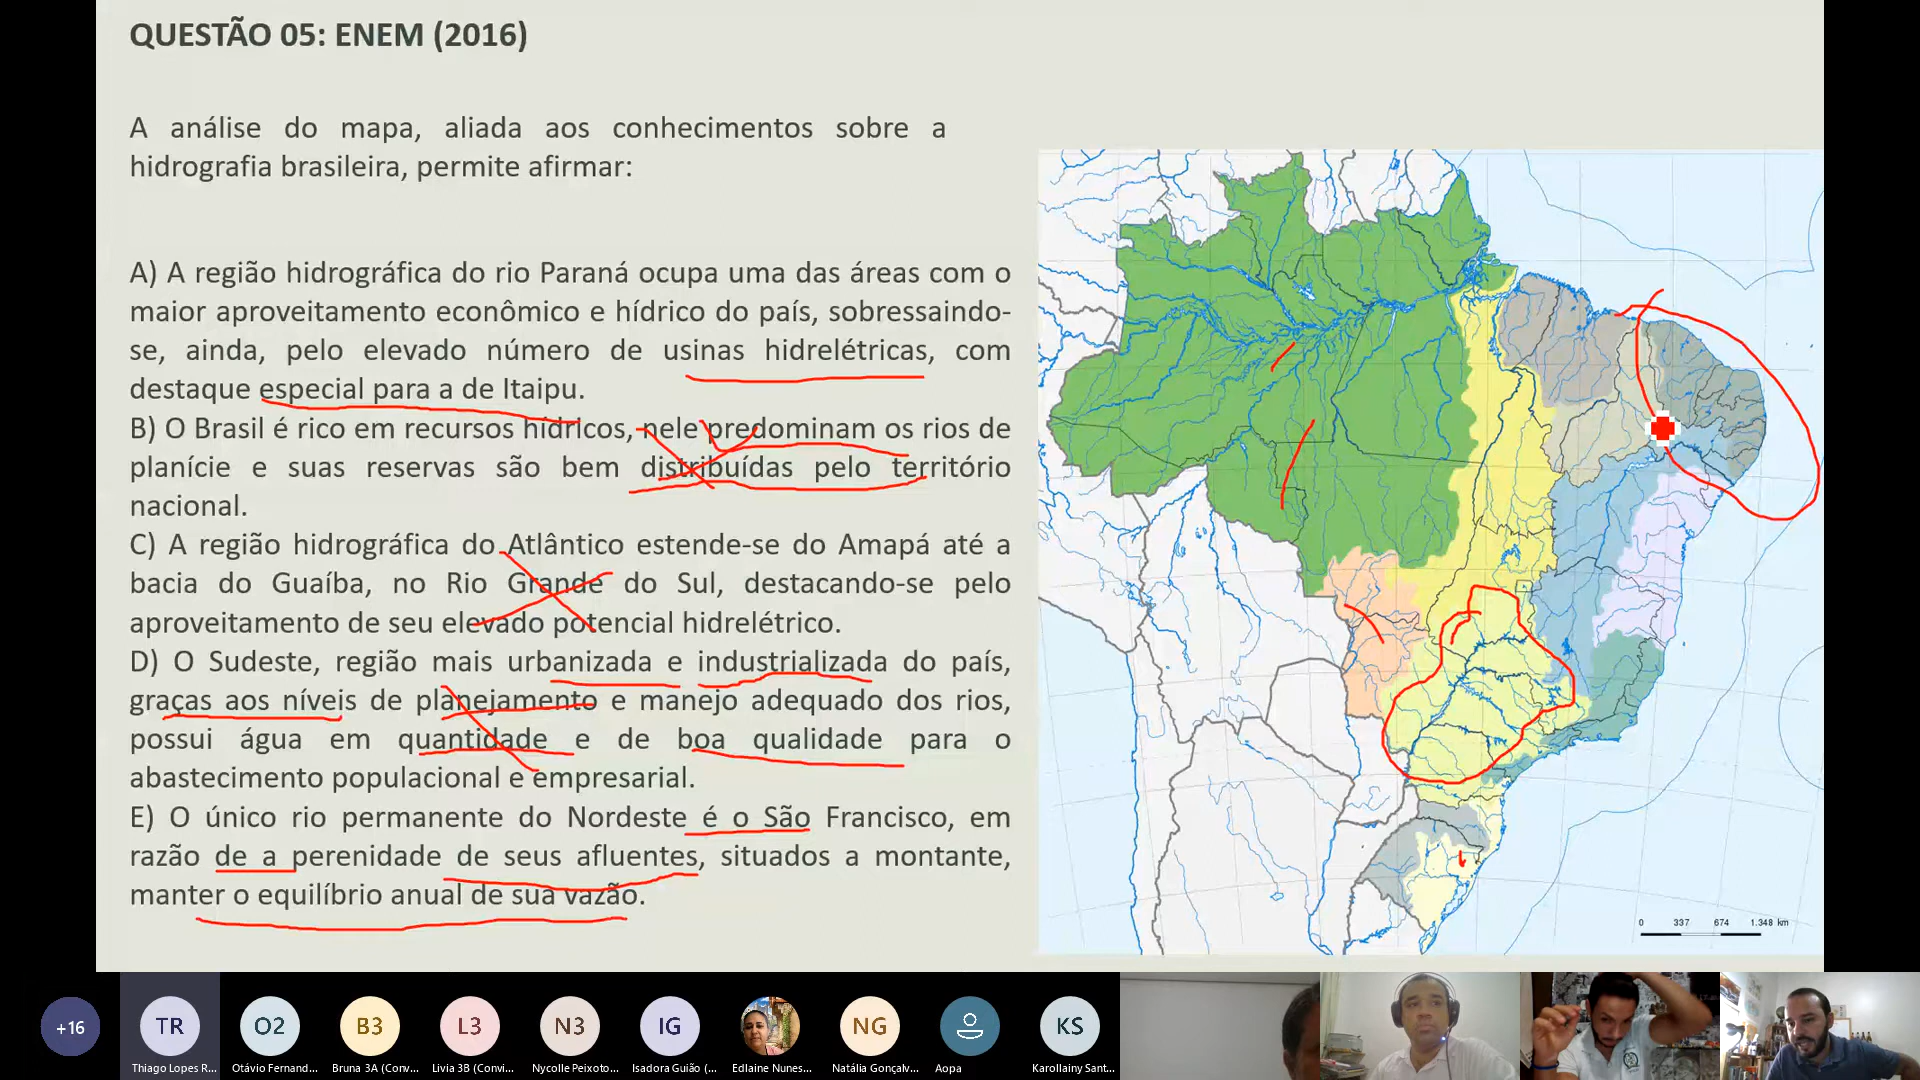 QUESTÃO 05: ENEM (2016)
A análise do mapa, aliada aos conhecimentos sobre a
hidrografia brasileira, permite afirmar:
A) A região hidrográfica do rio Paraná ocupa uma das áreas com o
maior aproveitamento econômico e hídrico do país, sobressaindo-
se, ainda, pelo elevado número de usinas hidrelétricas, com
destaque especial para a de Itaipu.
B) O Brasil é rico em recursos hídricos, nele predominam os rios de
planície e suas reservas são bem distribuídas pelo território
nacional.
C) A região hidrográfica do Atlântico estende-se do Amapá até a
bacia do Guaíba, no Rio Grande do Sul, destacando-se pelo
aproveitamento de seu elevado potencial hidrelétrico.
D) O Sudeste, região mais urbanizada e industrializada do país,
graças aos níveis de planejamento e manejo adequado dos rios,
possui água em quantidade e de boa qualidade para o
abastecimento populacional e empresarial.
E) O único rio permanente do Nordeste é o São Francisco, em
razão de a perenidade de seus afluentes, situados a montante,
manter o equilíbrio anual de sua vazão.
0 337 674 1.348 km
+16
TR
O2
B3
L3
N3
IG
NG
KS
Thiago Lopes R...
Otávio Fernand...
Bruna 3A (Conv...
Livia 3B (Convi...
Nycolle Peixoto...
Isadora Guião (...
Edlaine Nunes...
Natália Gonçalv...
Aopa
Karollainy Sant...